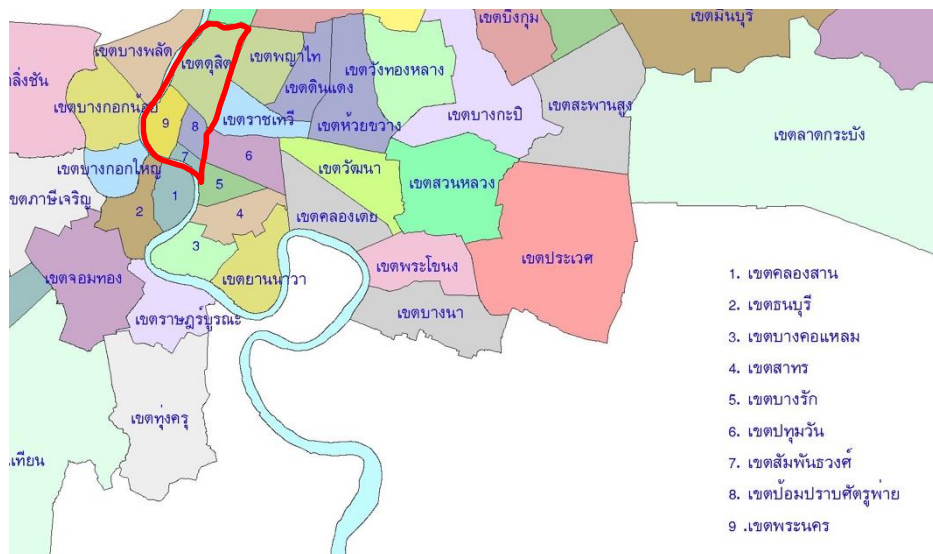 เขตบึงกุ่ม
เขตมีนบุรี
เขตบางพลัด
เขตดุสิต
เขตพญาไท
เขตวังทองหลาง
ลิ่งชัน
เขตดินแดง
เขตบางกอกน้อย
9
8
เขตราชเทวี
เขตห้วยขวาง
เขตบางกะปิ
เขตสะพานสูง
เขตลาดกระบัง
7
6
เขตบางกอกใหญ่
เขตวัฒนา
5
เขตสวนหลวง
ขตภาษีเจริญ
1
2
4
เขตคลองเตย
3
เขตจอมทอง
เขตยานนาวา
เขตพระโขนง
เขตประเวศ
เขตราษฎร์บูรณะ
เขตบางนา
เขตทุ่งครุ
เทียน
1. เขตคลองสาน
2. เขตธนบุรี
3. เขตบางคอแหลม
4. เขตสาทร
5. เขตบางรัก
6. เขตปทุมวัน
7. เขตสัมพันธวงศ์
8. เขตป้อมปราบศัตรูพ่าย
9 .เขตพระนคร